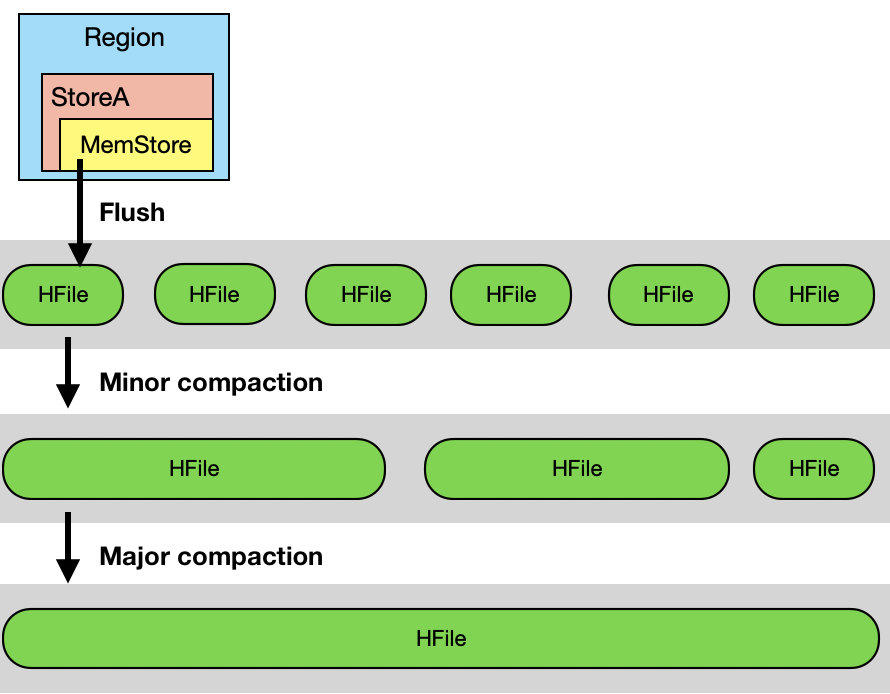 Region
StoreA
MemStore
Flush
HFile HFile HFile HFile HFile HFile
Minor compaction
HFile HFile HFile
Major compaction
HFile